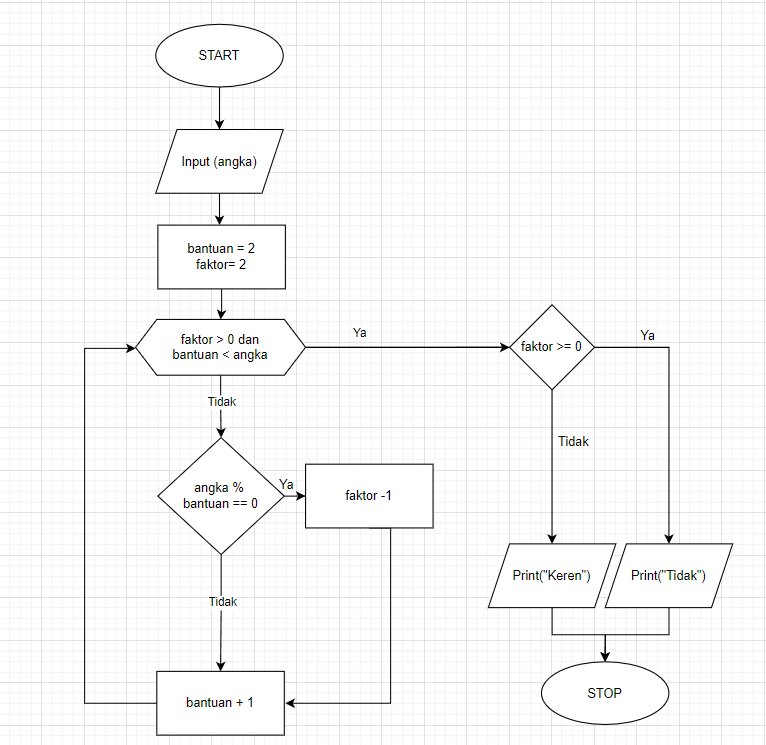 START
Input (angka)
bantuan = 2
faktor= 2
faktor > 0 dan
bantuan < angka
Ya
faktor >= 0
Ya
Tidak
Tidak
angka %
bantuan == 0
Ya
faktor -1
Print("Keren")
Print("Tidak")
Tidak
bantuan + 1
STOP